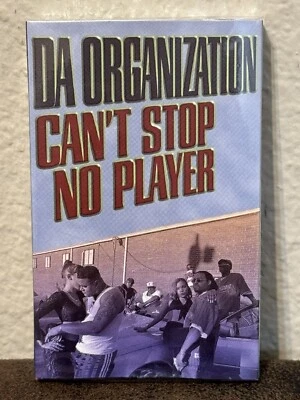 DA ORGANIZATION
CAN'T STOP
NO PLAYER